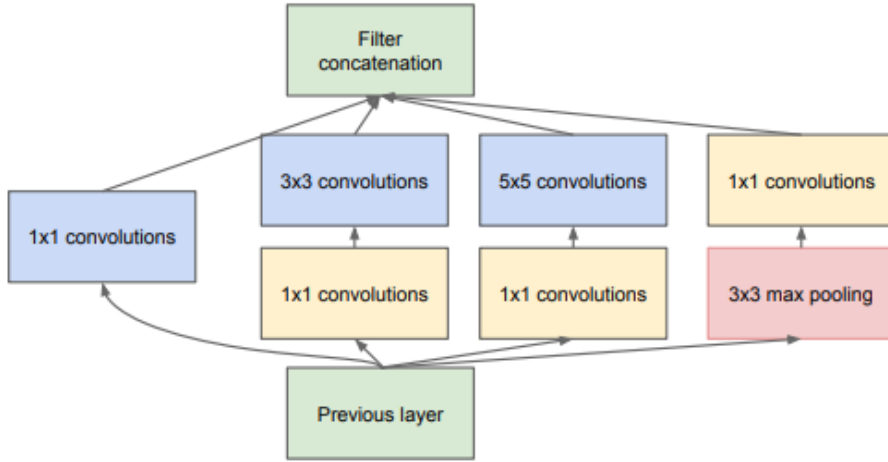 Filter
concatenation
3x3 convolutions
5x5 convolutions
1x1 convolutions
1x1 convolutions
1x1 convolutions
1x1 convolutions
3x3 max pooling
Previous layer